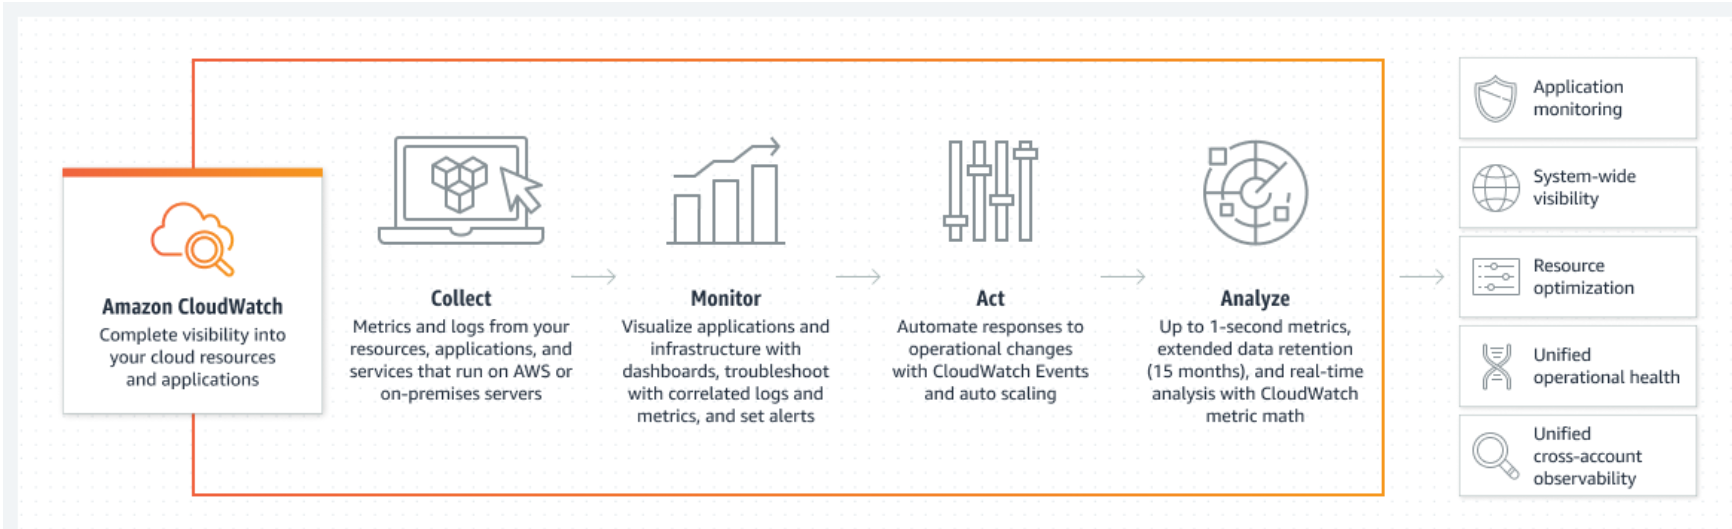 Amazon CloudWatch
Complete visibility into
your cloud resources
and applications
Collect
Metrics and logs from your
resources, applications, and
services that run on AWS or
on-premises servers
Monitor
Visualize applications and
infrastructure with
dashboards, troubleshoot
with correlated logs and
metrics, and set alerts
Act
Automate responses to
operational changes
with CloudWatch Events
and auto scaling
Analyze
Up to 1-second metrics,
extended data retention
(15 months), and real-time
analysis with CloudWatch
metric math
Application
monitoring
System-wide
visibility
Resource
optimization
Unified
operational health
Unified
cross-account
observability